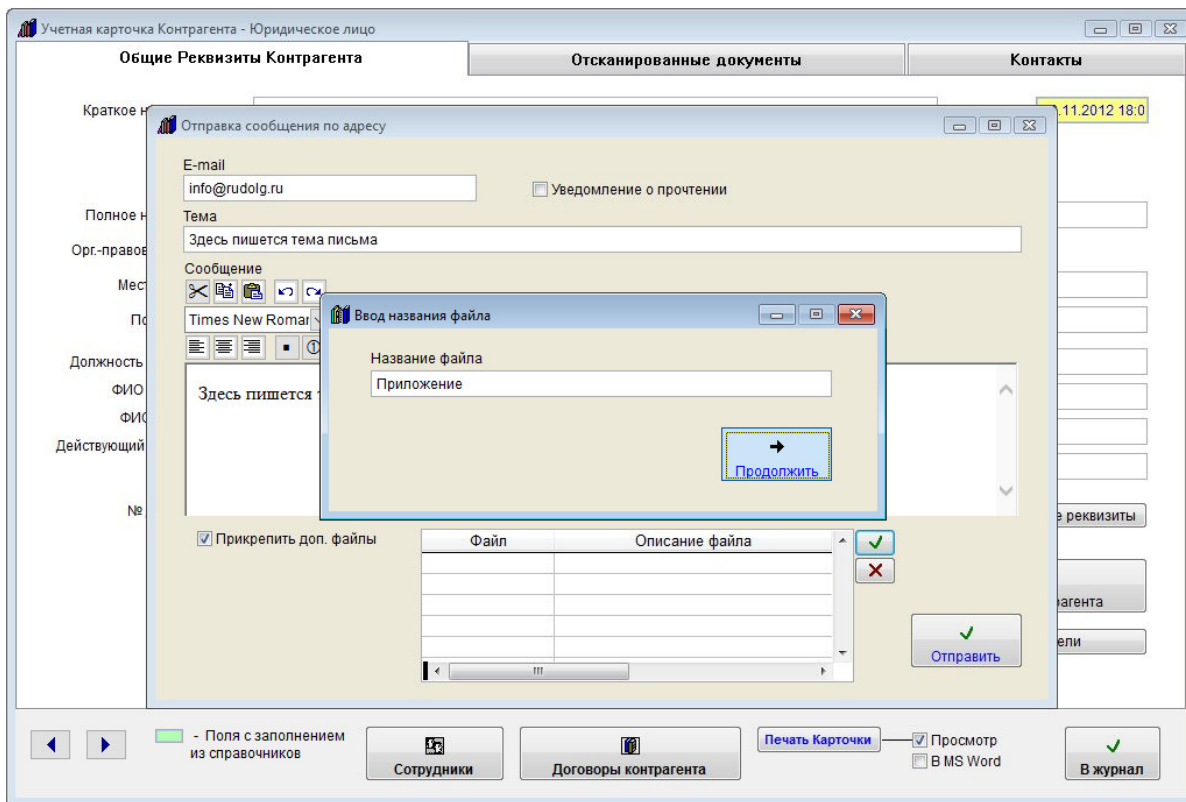 Учетная карточка Контрагента - Юридическое лицо
Общие Реквизиты Контрагента
Отсканированные документы
Контакты
Краткое
.11.2012 18:0
Отправка сообщения по адресу
E-mail
info@rudolg.ru
Уведомление о прочтении
Полное
Тема
Здесь пишется тема письма
Орг.-правов
Сообщение
Мес
Times New Roman
Ввод названия файла
Название файла
Приложение
Должность
ФИО
Здесь пишется
ФИО
Действующий
Продолжить
№
е реквизиты
Прикрепить доп. файлы
Файл
Описание файла
рагента
Отправить
ели
- Поля с заполнением
из справочников
Сотрудники
Договоры контрагента
Печать Карточки
Просмотр
В MS Word
В журнал